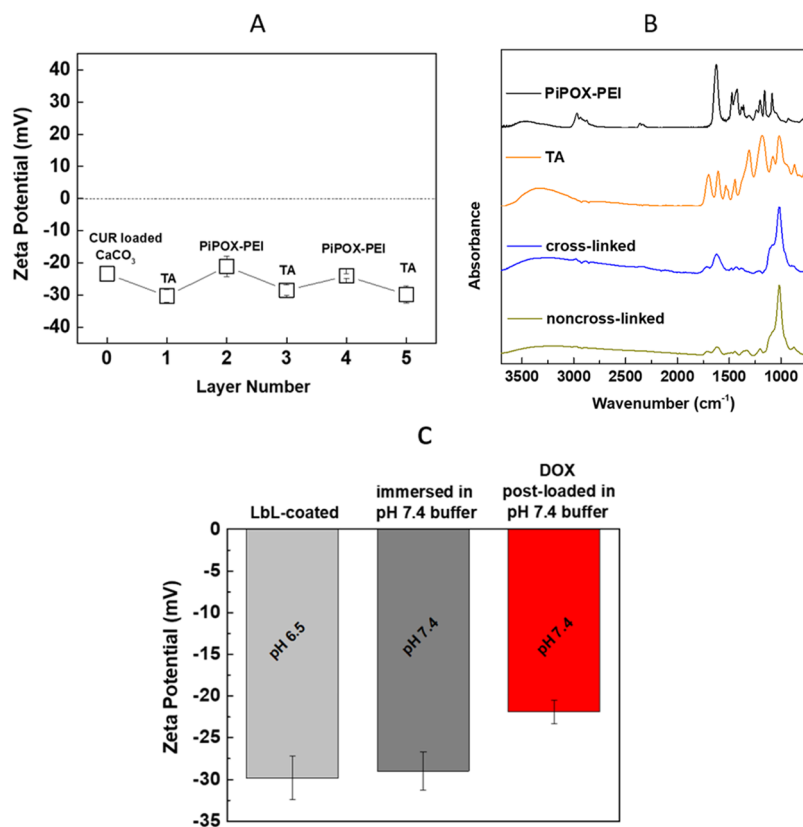 A
40
30
20
10
0
-10
-20
-30
-40
Zeta Potential (mV)
CUR loaded
CaCO3
TA
PiPOX-PEI
TA
PiPOX-PEI
TA
0 1 2 3 4 5
Layer Number
B
PiPOX-PEI
TA
cross-linked
noncross-linked
Absorbance
3500 3000 2500 2000 1500 1000
Wavenumber (cm-1)
C
LbL-coated
immersed in
pH 7.4 buffer
DOX
post-loaded in
pH 7.4 buffer
0
-5
-10
-15
-20
-25
-30
-35
Zeta Potential (mV)
pH 6.5
pH 7.4
pH 7.4